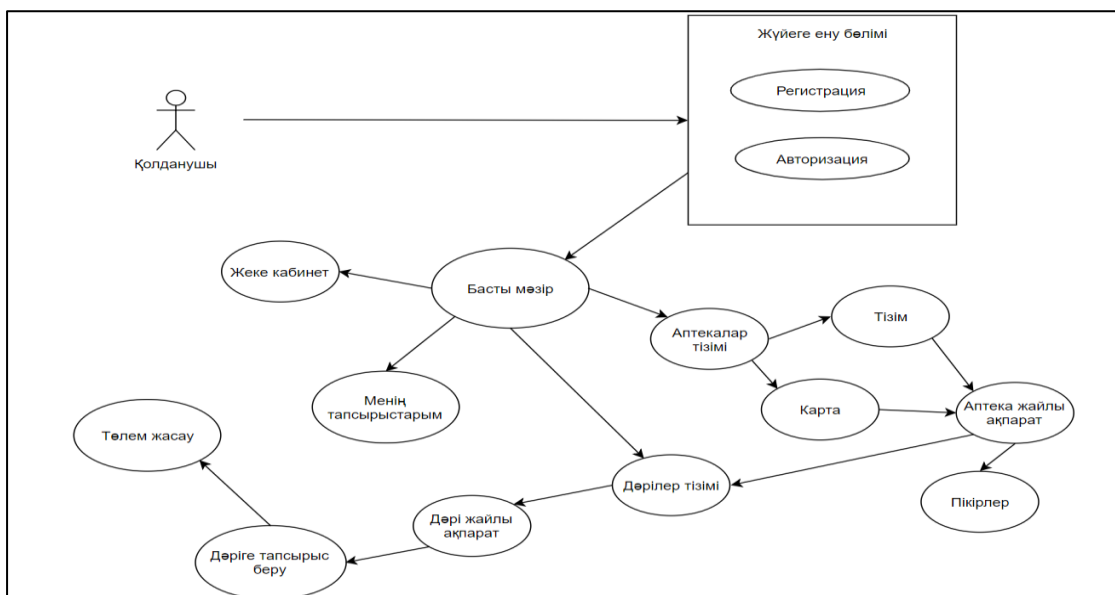 Жүйеге ену бөлімі
Регистрация
Авторизация
Қолданушы
Жеке кабинет
Басты мәзір
Аптекалар
тізімі
Тізім
Менің
тапсырыстарым
Карта
Аптека жайлы
ақпарат
Төлем жасау
Дәрілер тізімі
Пікірлер
Дәрі жайлы
ақпарат
Дәріге тапсырыс
беру